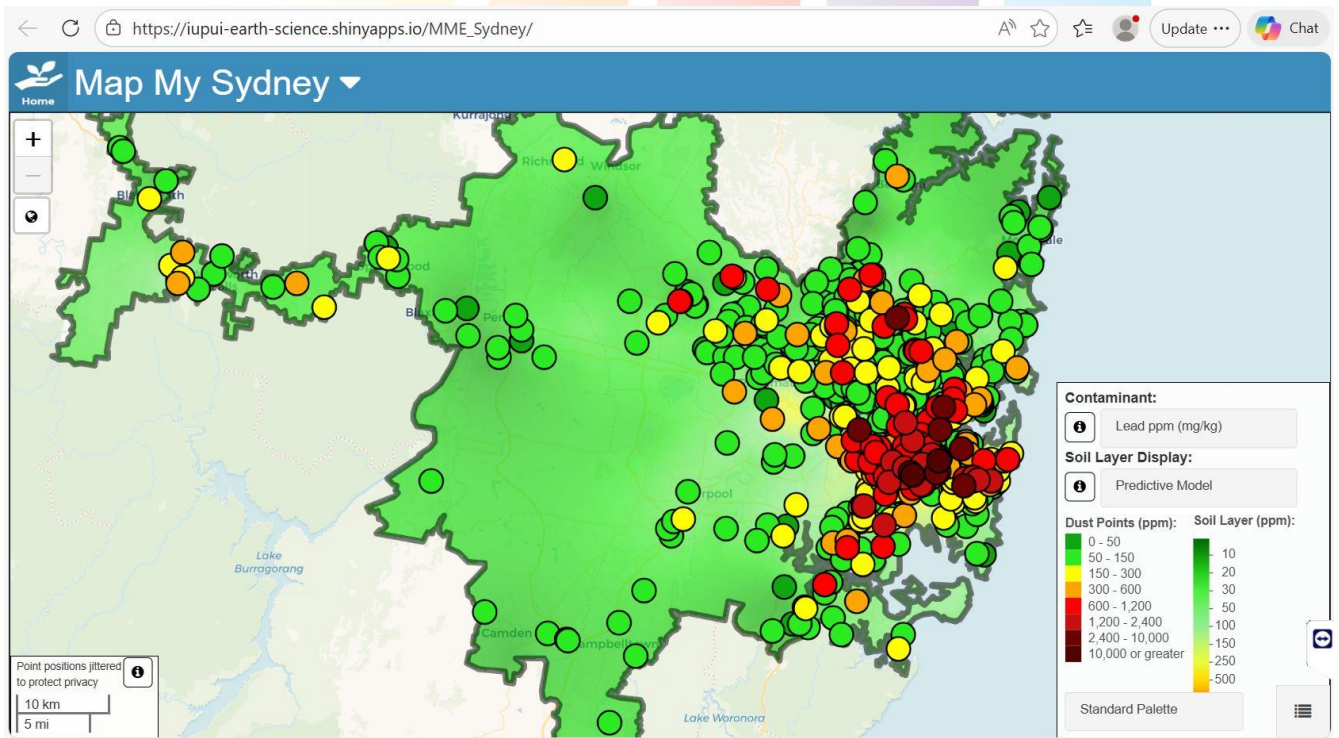 https://iupui-earth-science.shinyapps.io/MME_Sydney/
Update
Chat
Home
Map My Sydney
Kurrajong
Windsor
+
−
Lake
Burragorang
Camden
Lake Woronora
Contaminant:
Lead ppm (mg/kg)
Soil Layer Display:
Predictive Model
Dust Points (ppm):
0 - 50
50 - 150
150 - 300
300 - 600
600 - 1,200
1,200 - 2,400
2,400 - 10,000
10,000 or greater
Soil Layer (ppm):
10
20
30
50
100
150
250
500
Standard Palette
Point positions jittered
to protect privacy
10 km
5 mi